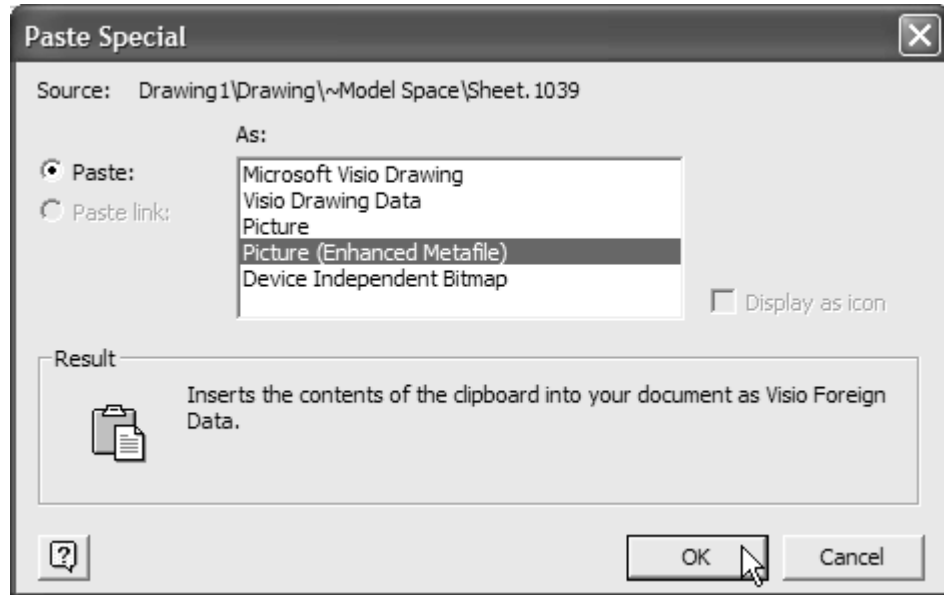 Paste Special
Source: Drawing1\Drawing\~Model Space\Sheet.1039
As:
Paste:
Paste link:
Microsoft Visio Drawing
Visio Drawing Data
Picture
Picture (Enhanced Metafile)
Device Independent Bitmap
Display as icon
Result
Inserts the contents of the clipboard into your document as Visio Foreign
Data.
?
OK
Cancel